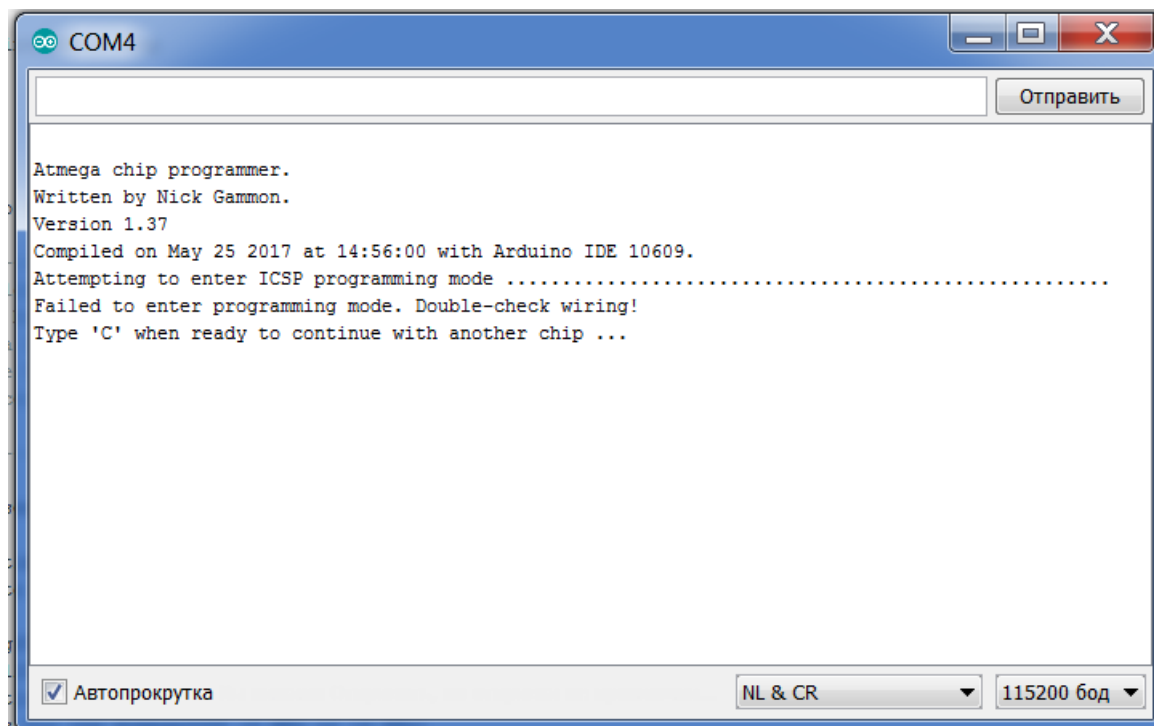 COM4
Отправить
Atmega chip programmer.
Written by Nick Gammon.
Version 1.37
Compiled on May 25 2017 at 14:56:00 with Arduino IDE 10609.
Attempting to enter ICSP programming mode ......................................................
Failed to enter programming mode. Double-check wiring!
Type 'C' when ready to continue with another chip ...
Автопрокрутка
NL & CR
115200 бод